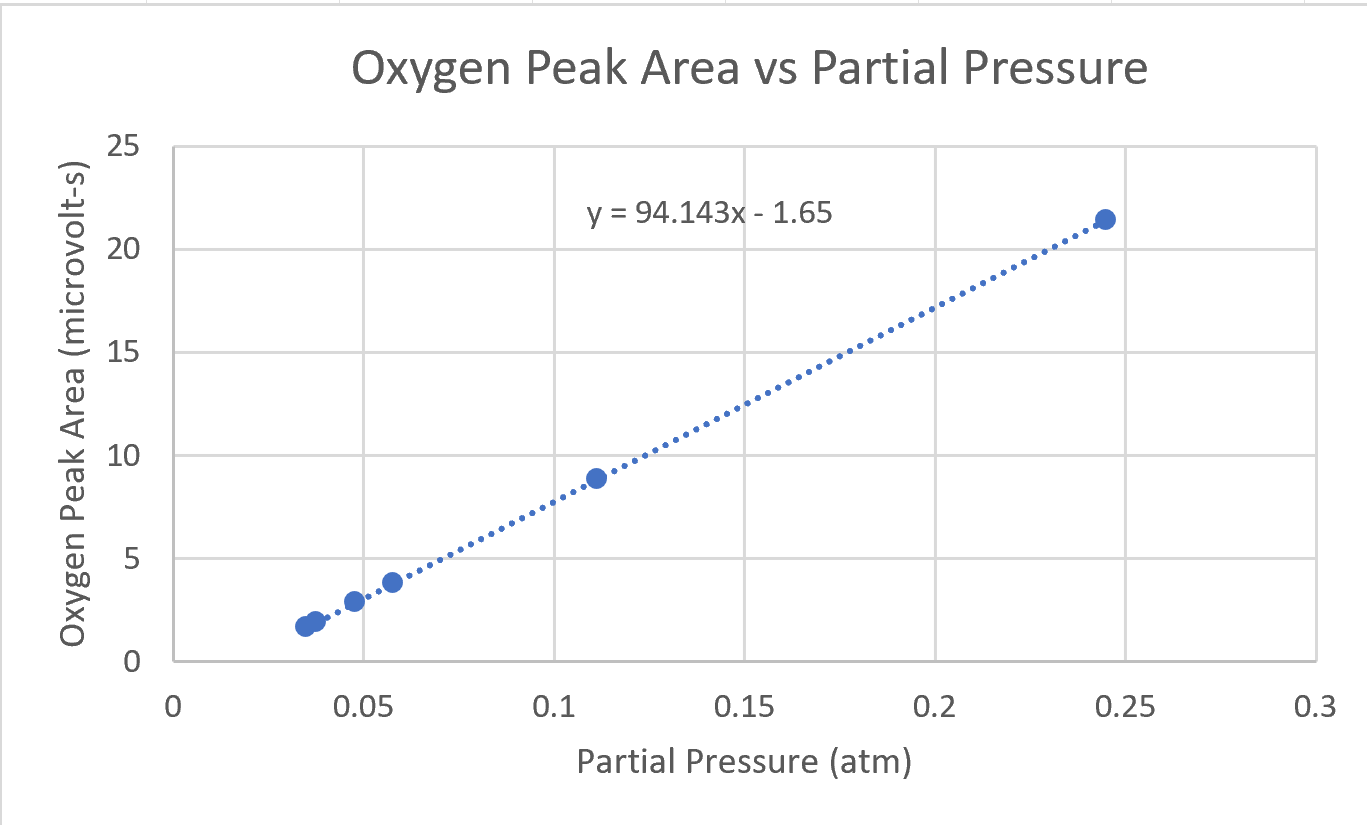 Oxygen Peak Area vs Partial Pressure
Oxygen Peak Area (microvolt-s)
25
20
15
10
5
0
y = 94.143x - 1.65
0 0.05 0.1 0.15 0.2 0.25 0.3
Partial Pressure (atm)